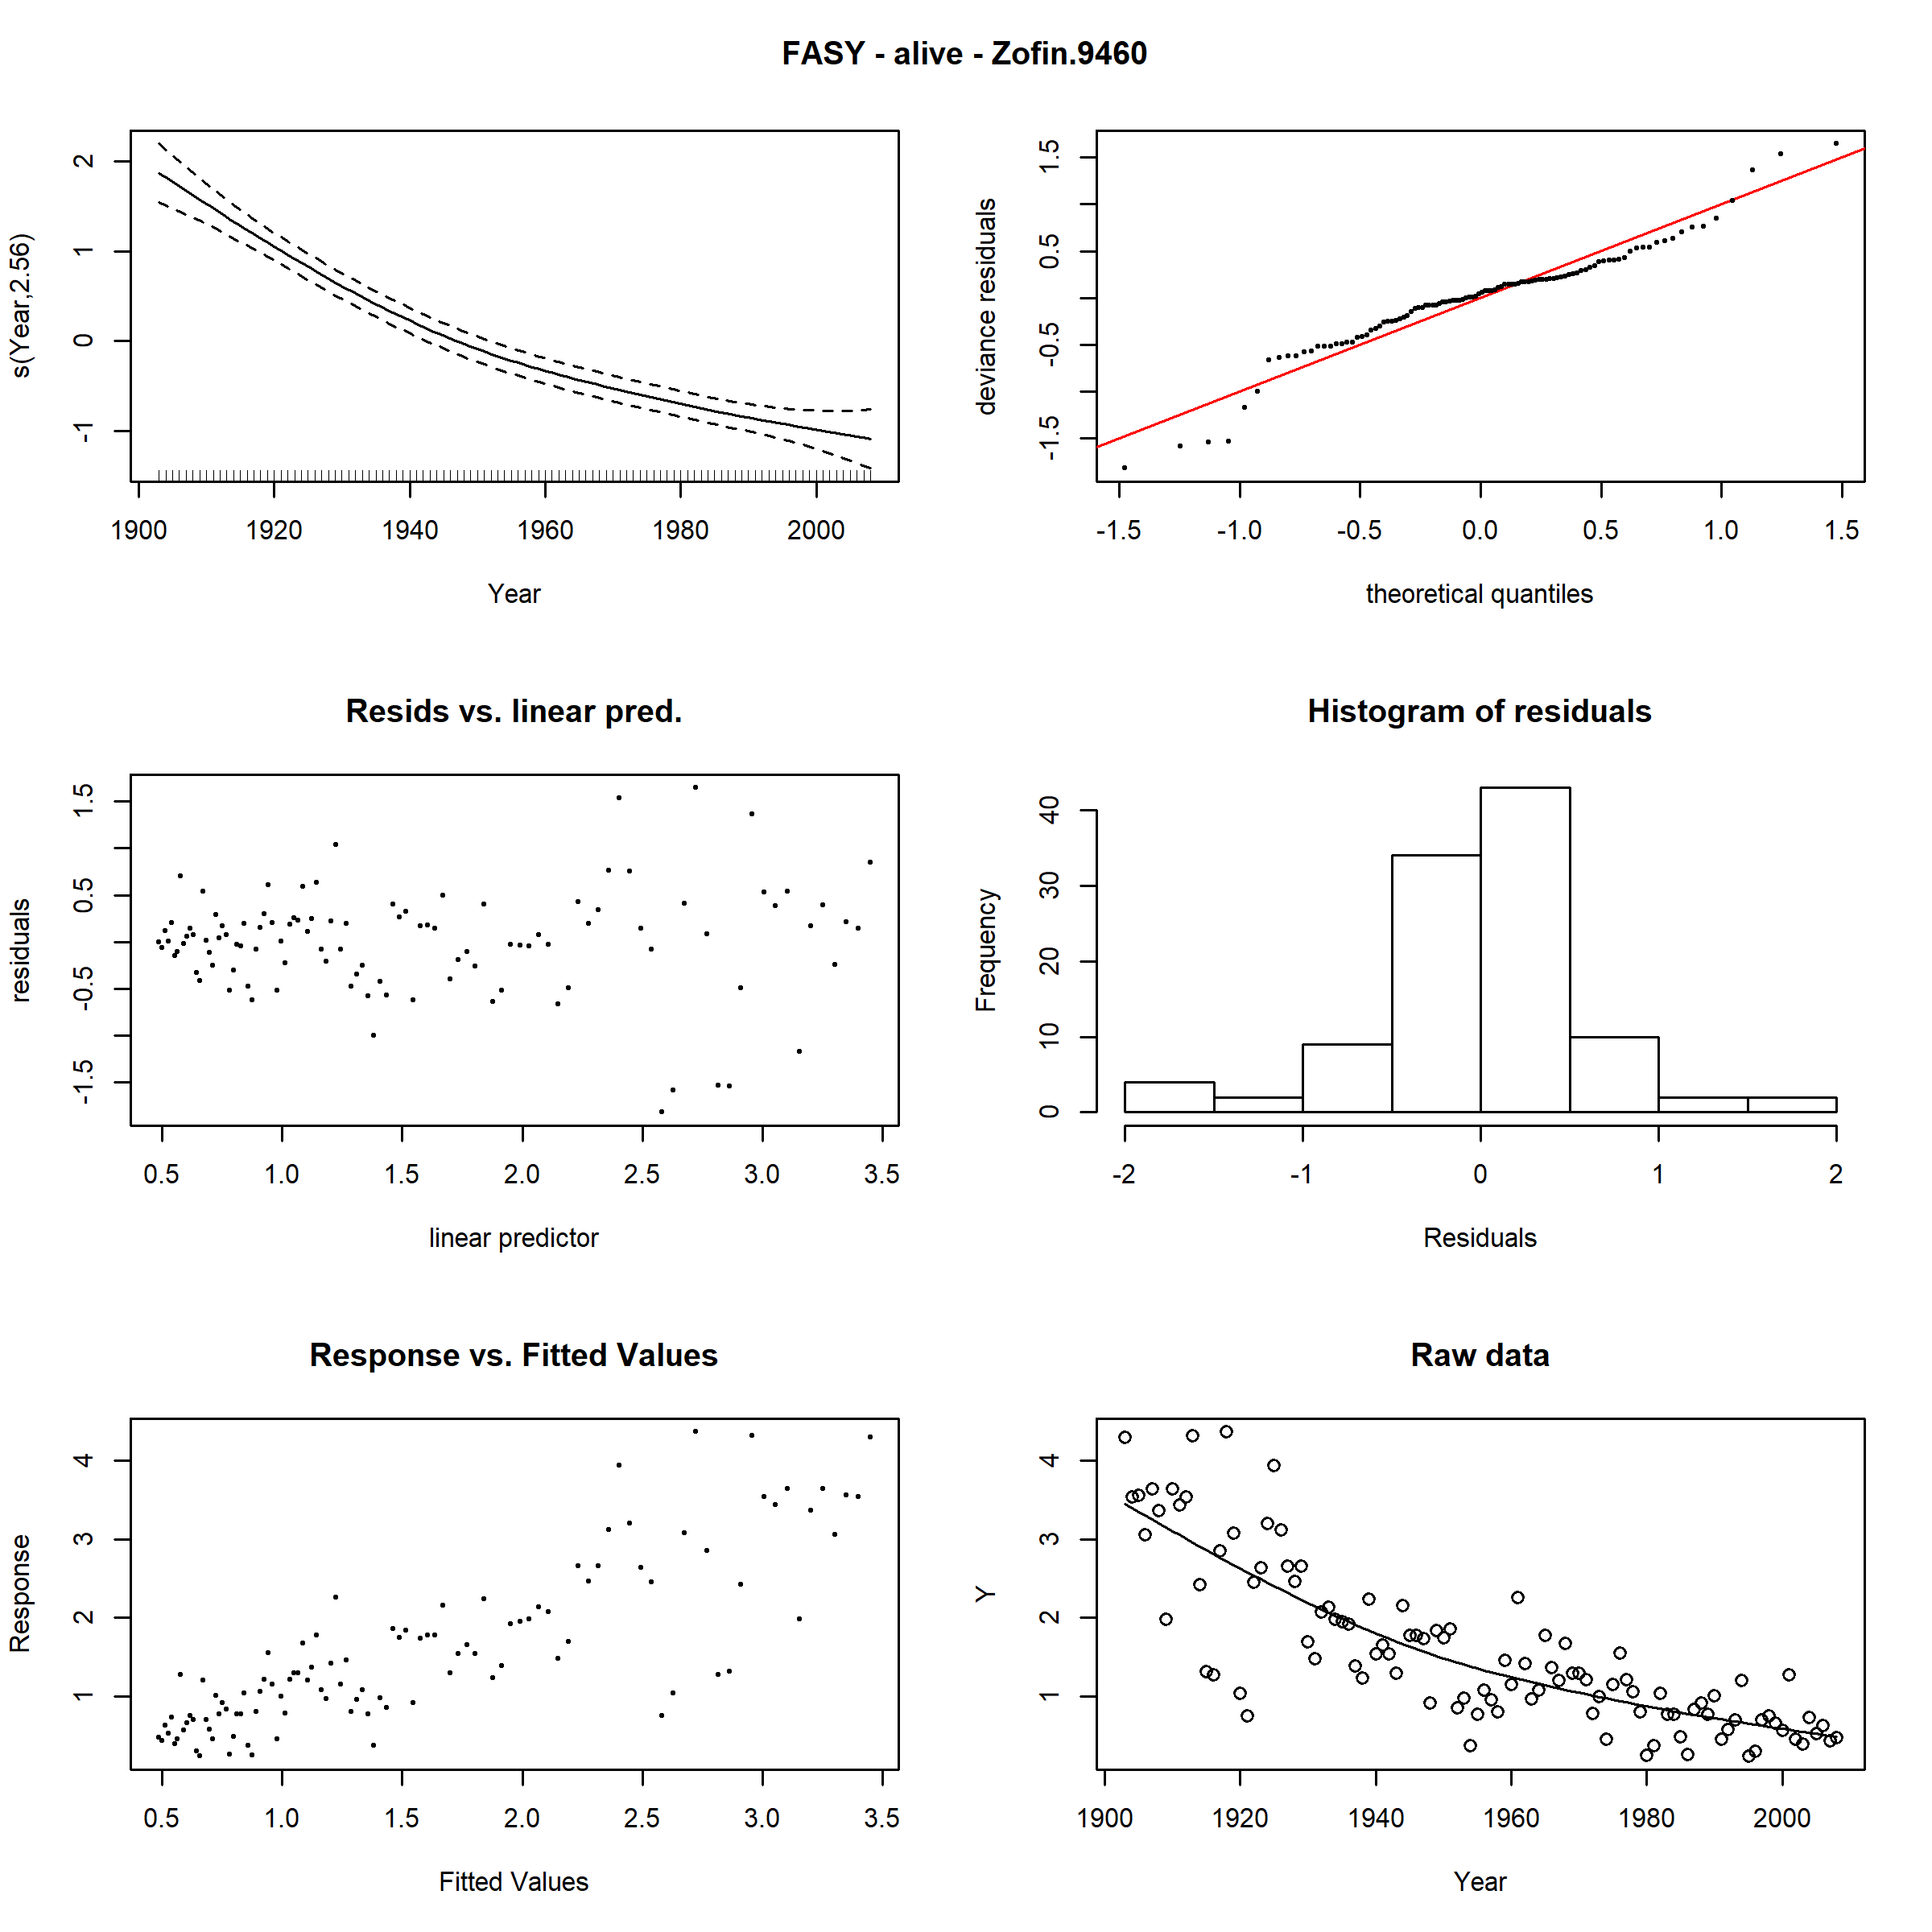 FASY - alive - Zofin.9460
s(Year,2.56)
2
1
0
-1
1900 1920 1940 1960 1980 2000
Year
deviance residuals
1.5
0.5
-0.5
-1.5
-1.5 -1.0 -0.5 0.0 0.5 1.0 1.5
theoretical quantiles
Resids vs. linear pred.
residuals
1.5
0.5
-0.5
-1.5
0.5 1.0 1.5 2.0 2.5 3.0 3.5
linear predictor
Histogram of residuals
Frequency
40
30
20
10
0
-2 -1 0 1 2
Residuals
Response vs. Fitted Values
Response
4
3
2
1
0.5 1.0 1.5 2.0 2.5 3.0 3.5
Fitted Values
Raw data
Y
4
3
2
1
1900 1920 1940 1960 1980 2000
Year